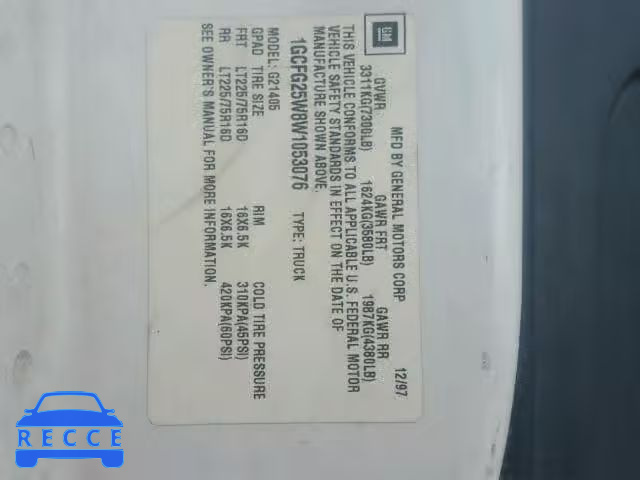 GM
MFD BY GENERAL MOTORS CORP 12/97
GVWR GAWR FRT GAWR RR
3311KG(7300LB) 1624KG(3580LB) 1987KG(4380LB)
THIS VEHICLE CONFORMS TO ALL APPLICABLE U.S. FEDERAL MOTOR
VEHICLE SAFETY STANDARDS IN EFFECT ON THE DATE OF
MANUFACTURE SHOWN ABOVE.
1GCFG25W8W1053076 TYPE: TRUCK
MODEL: G21405
QPAD TIRE SIZE RIM COLD TIRE PRESSURE
FRT LT225/75R16D 16X6.5K 310KPA(45PSI)
RR LT225/75R16D 16X6.5K 420KPA(60PSI)
SEE OWNER'S MANUAL FOR MORE INFORMATION.
RECCE